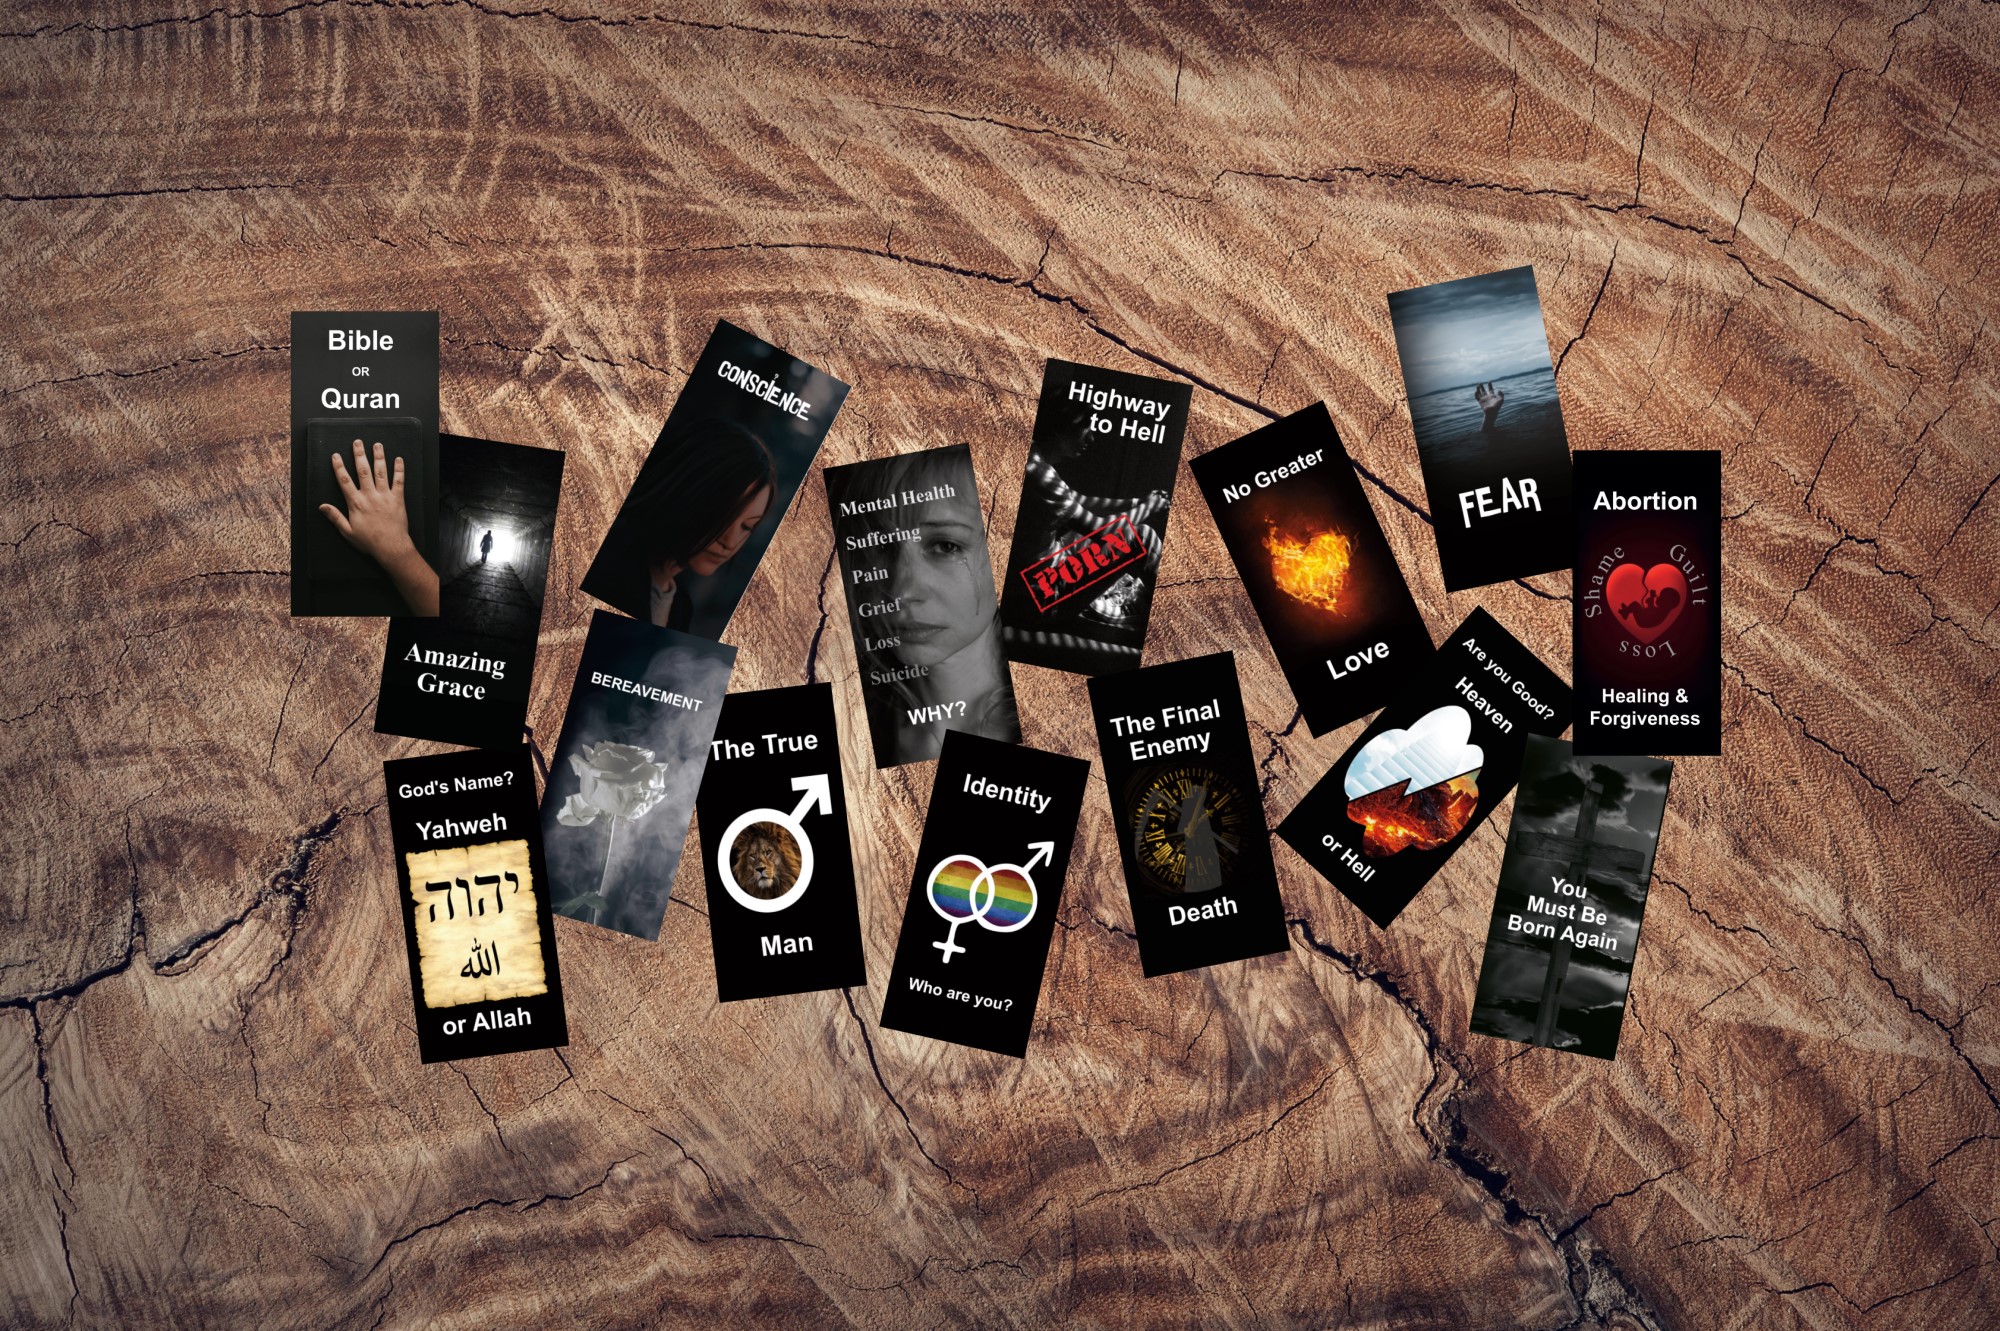 Bible
OR
Quran
Amazing
Grace
God's Name?
Yahweh
יהוה
الله
or Allah
CONSCIENCE
BEREAVEMENT
The True
Man
Mental Health
Suffering
Pain
Grief
Loss
Suicide
WHY?
Identity
Who are you?
Highway
to Hell
PORN
The Final
Enemy
Death
No Greater
Love
Are you Good?
Heaven
or Hell
FEAR
Abortion
Shame
Guilt
Loss
Healing &
Forgiveness
You
Must Be
Born Again